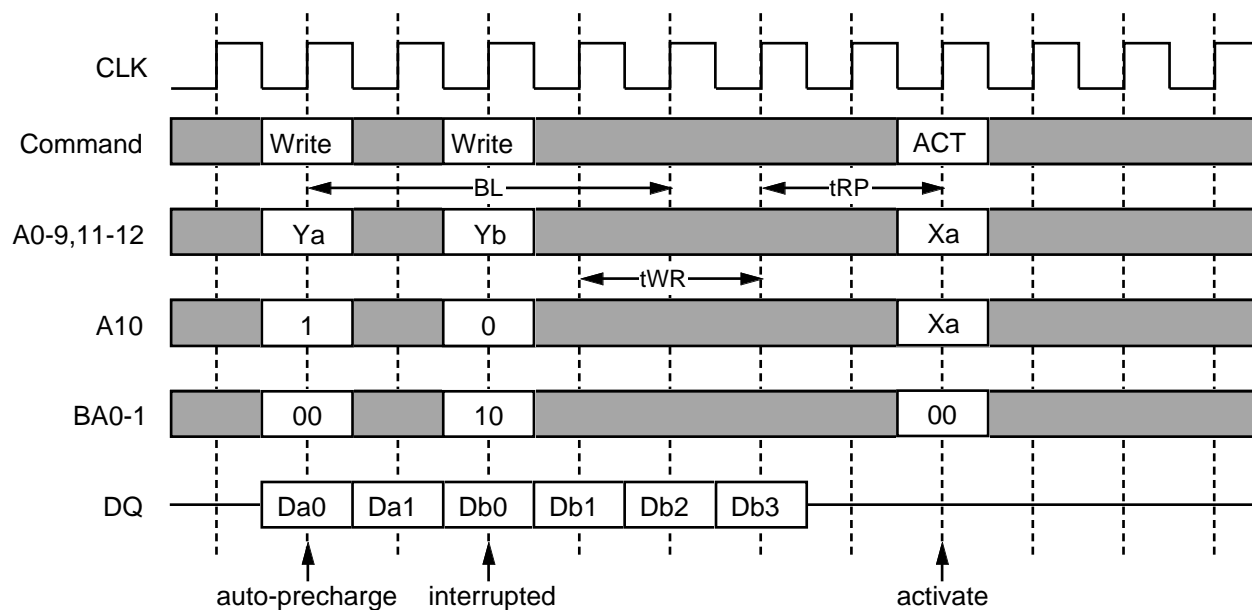 CLK
Command Write Write ACT
BL tRP
A0-9,11-12 Ya Yb Xa
tWR
A10 1 0 Xa
BA0-1 00 10 00
DQ Da0 Da1 Db0 Db1 Db2 Db3
auto-precharge interrupted activate